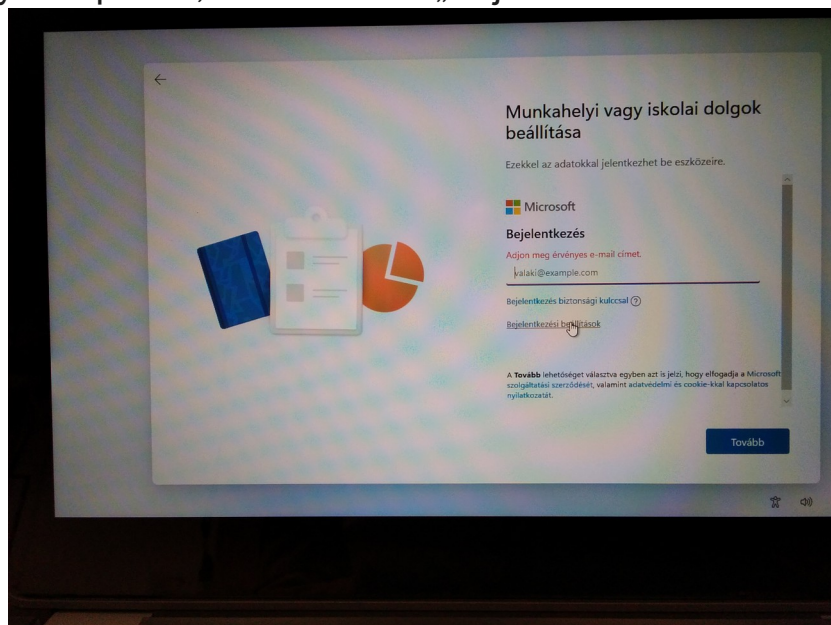 Munkahelyi vagy iskolai dolgok
beállítása
Ezekkel az adatokkal jelentkezhet be eszközeire.
Microsoft
Bejelentkezés
Adjon meg érvényes e-mail címet.
valaki@example.com
Bejelentkezés biztonsági kulccsal
Bejelentkezési beállítások
A Tovább lehetőséget választva egyben azt is jelzi, hogy elfogadja a Microsoft
szolgáltatási szerződését, valamint adatvédelmi és cookie-kkal kapcsolatos
nyilatkozatát.
Tovább